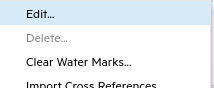 Edit...
Delete...
Clear Water Marks...
Import Cross References